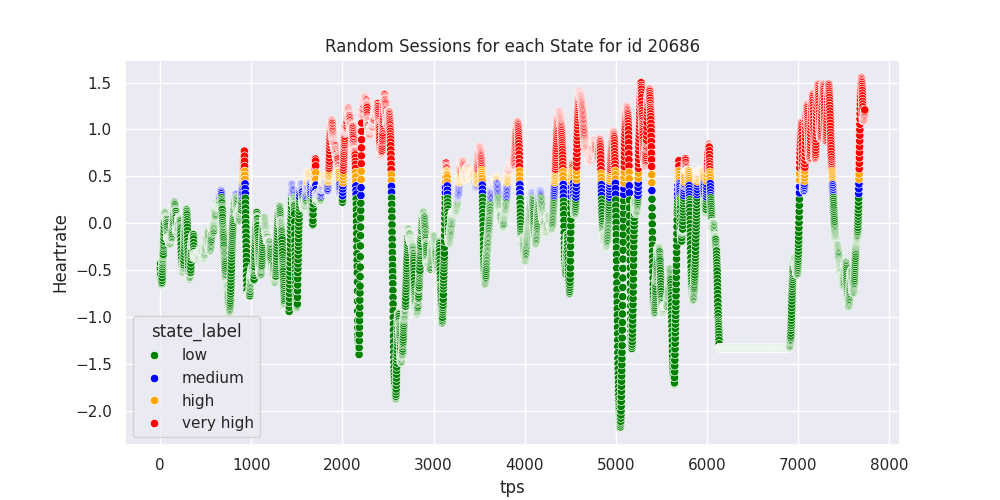 Random Sessions for each State for id 20686
Heartrate
1.5
1.0
0.5
0.0
−0.5
−1.0
−1.5
−2.0
state_label
low
medium
high
very high
0 1000 2000 3000 4000 5000 6000 7000 8000
tps